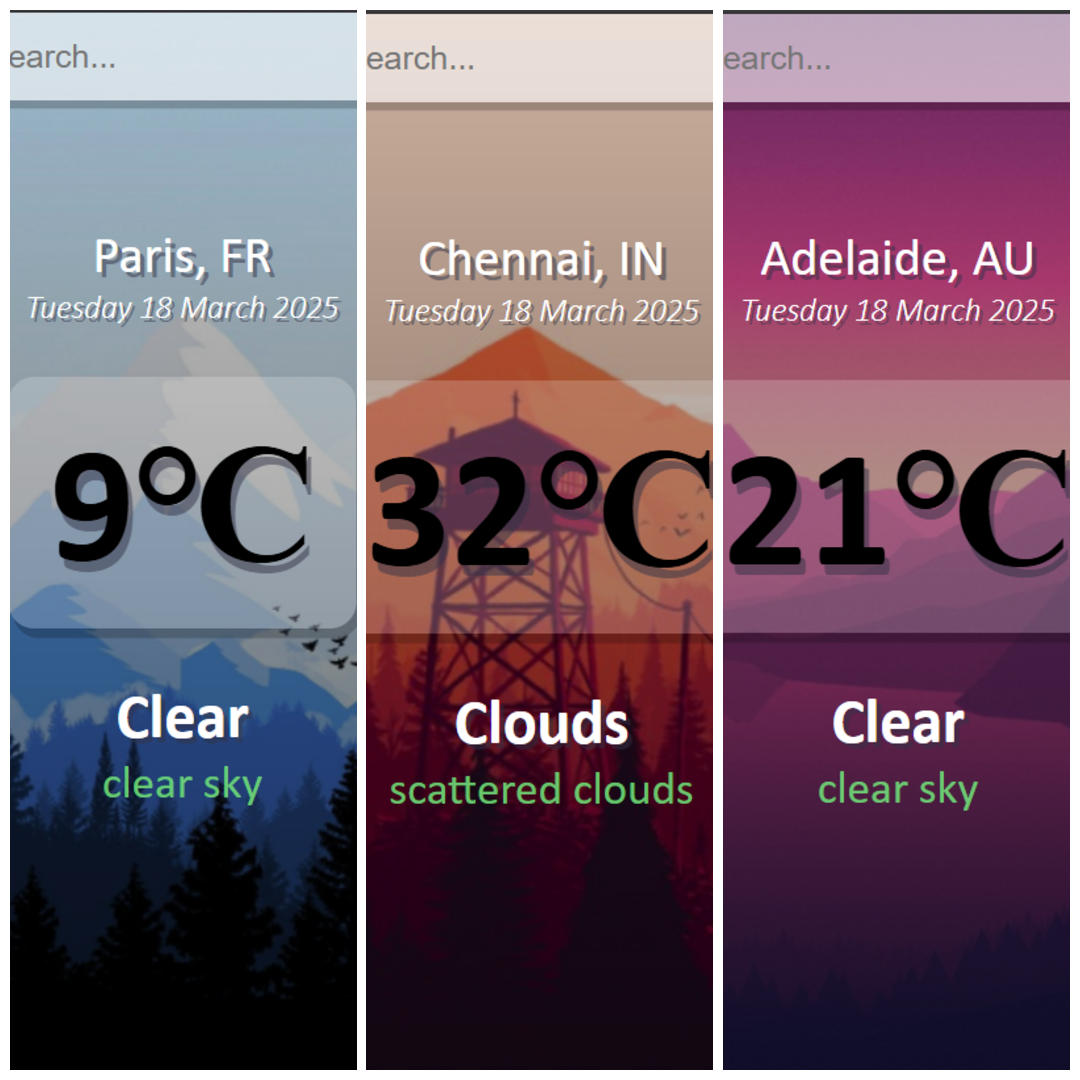 earch...
Paris, FR
Tuesday 18 March 2025
9°C
Clear
clear sky
earch...
Chennai, IN
Tuesday 18 March 2025
32°C
Clouds
scattered clouds
earch...
Adelaide, AU
Tuesday 18 March 2025
21°C
Clear
clear sky